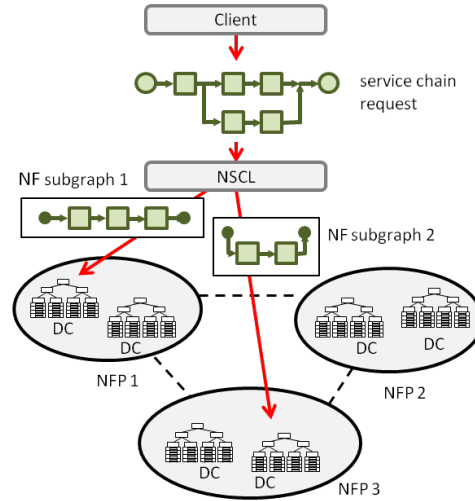 Client
service chain
request
NF subgraph 1
NSCL
NF subgraph 2
DC
DC
DC
DC
NFP 1
NFP 2
DC
DC
NFP 3